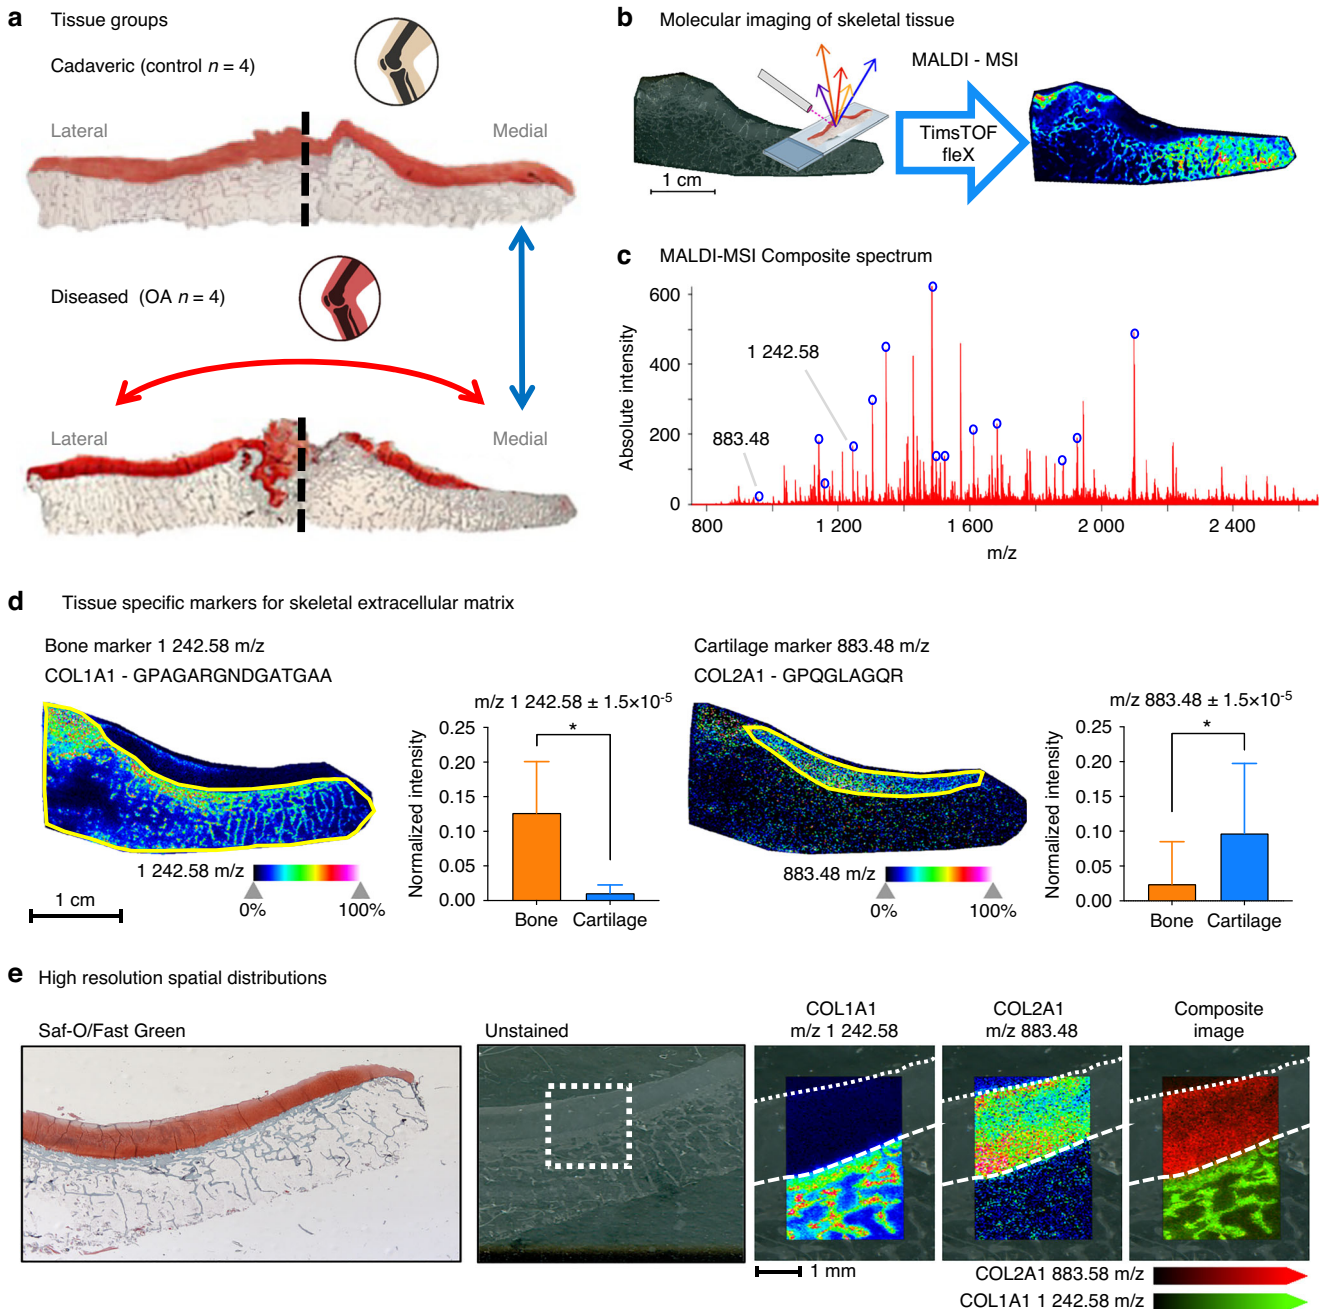 a Tissue groups
Cadaveric (control n = 4)
Lateral
Medial
Diseased (OA n = 4)
Lateral
Medial
b Molecular imaging of skeletal tissue
MALDI - MSI
TimsTOF
fleX
1 cm
c MALDI-MSI Composite spectrum
Absolute intensity
600
400
200
0
1 242.58
883.48
800
1 200
1 600
2 000
2 400
m/z
d Tissue specific markers for skeletal extracellular matrix
Bone marker 1 242.58 m/z
COL1A1 - GPAGARGNDGATGAA
1 242.58 m/z
0%
100%
1 cm
m/z 1 242.58 ± 1.5×10-5
Normalized intensity
0.25
0.20
0.15
0.10
0.05
0.00
*
Bone
Cartilage
Cartilage marker 883.48 m/z
COL2A1 - GPQGLAGQR
883.48 m/z
0%
100%
m/z 883.48 ± 1.5×10-5
Normalized intensity
0.25
0.20
0.15
0.10
0.05
0.00
*
Bone
Cartilage
e High resolution spatial distributions
Saf-O/Fast Green
Unstained
COL1A1
m/z 1 242.58
COL2A1
m/z 883.48
Composite
image
1 mm
COL2A1 883.58 m/z
COL1A1 1 242.58 m/z